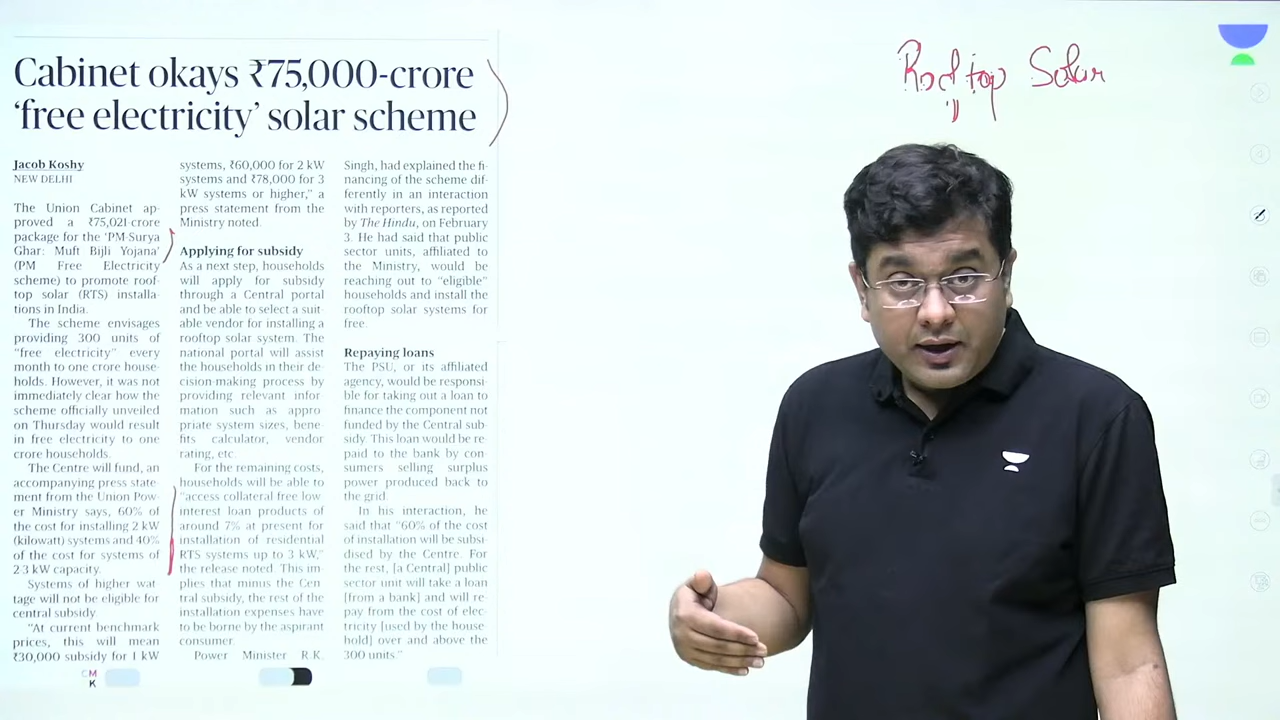 Cabinet okays ₹75,000-crore
‘free electricity’ solar scheme
Jacob Koshy
NEW DELHI
The Union Cabinet ap-
proved a ₹75,021-crore
package for the ‘PM-Surya
Ghar: Muft Bijli Yojana’
(PM Free Electricity
scheme) to promote roof-
top solar (RTS) installa-
tions in India.
The scheme envisages
providing 300 units of
“free electricity” every
month to one crore house-
holds. However, it was not
immediately clear how the
scheme officially unveiled
on Thursday would result
in free electricity to one
crore households.
The Centre will fund, an
accompanying press state-
ment from the Union Pow-
er Ministry says, 60% of
the cost for installing 2 kW
(kilowatt) systems and 40%
of the cost for systems of
2-3 kW capacity.
Systems of higher wat
tage will not be eligible for
central subsidy.
“At current benchmark
prices, this will mean
₹30,000 subsidy for 1 kW
systems, ₹60,000 for 2 kW
systems and ₹78,000 for 3
kW systems or higher,” a
press statement from the
Ministry noted.
Applying for subsidy
As a next step, households
will apply for subsidy
through a Central portal
and be able to select a suit-
able vendor for installing a
rooftop solar system. The
national portal will assist
the households in their de-
cision-making process by
providing relevant infor-
mation such as appro-
priate system sizes, bene-
fits calculator, vendor
rating, etc.
For the remaining costs,
households will be able to
“access collateral free low
interest loan products of
around 7% at present for
installation of residential
RTS systems up to 3 kW,”
the release noted. This im-
plies that minus the Cen
tral subsidy, the rest of the
installation expenses have
to be borne by the aspirant
consumer.
Power Minister R.K.
Singh, had explained the fi-
nancing of the scheme dif-
ferently in an interaction
with reporters, as reported
by The Hindu, on February
3. He had said that public
sector units, affiliated to
the Ministry, would be
reaching out to “eligible”
households and install the
rooftop solar systems for
free.
Repaying loans
The PSU, or its affiliated
agency, would be responsi-
ble for taking out a loan to
finance the component not
funded by the Central sub-
sidy. This loan would be re-
paid to the bank by con-
sumers selling surplus
power produced back to
the grid.
In his interaction, he
said that “60% of the cost
of installation will be subsi-
dised by the Centre. For
the rest, [a Central] public
sector unit will take a loan
[from a bank] and will re-
pay from the cost of elec-
tricity [used by the house-
hold] over and above the
300 units.”
CM
K
Rooftop Solar